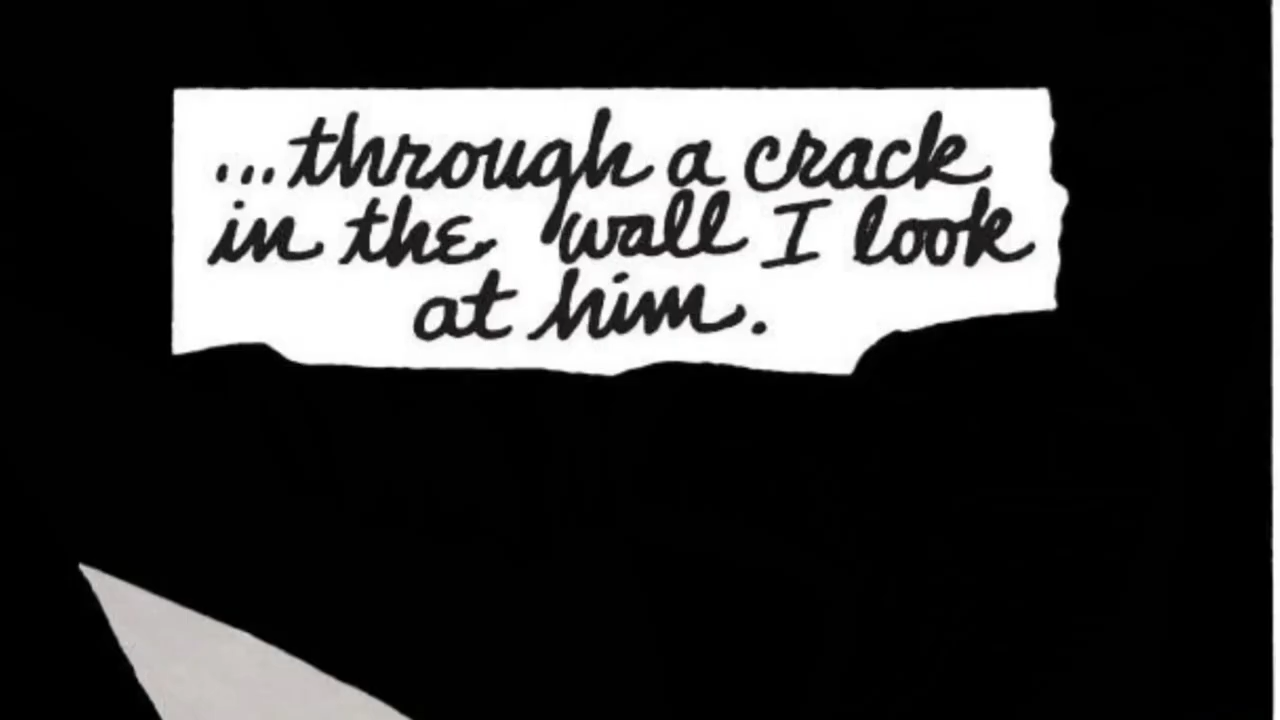 ...through a crack
in the wall I look
at him.